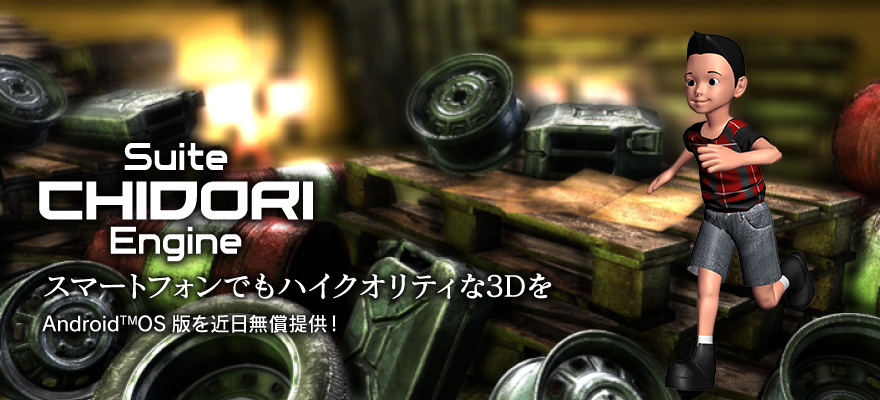 Suite
CHIDORI
Engine
スマートフォンでもハイクオリティな3Dを
Android™OS 版を近日無償提供！